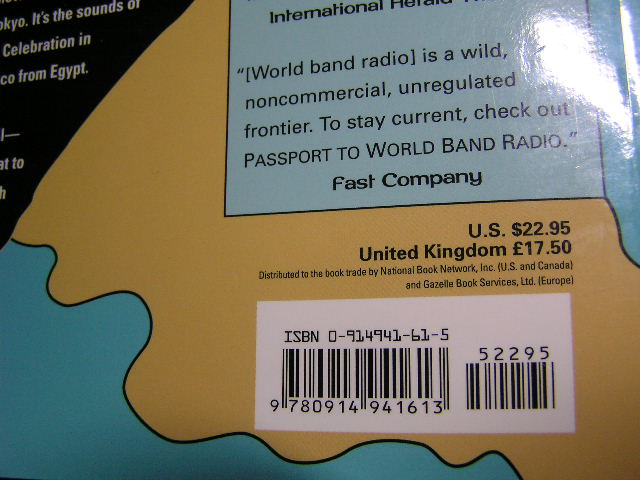 okyo. It's the sounds of
Celebration in
co from Egypt.
at to
International Herald
"[World band radio] is a wild,
noncommercial, unregulated
frontier. To stay current, check out
PASSPORT TO WORLD BAND RADIO."
Fast Company
U.S. $22.95
United Kingdom £17.50
Distributed to the book trade by National Book Network, Inc. (U.S. and Canada)
and Gazelle Book Services, Ltd. (Europe)
ISBN 0-914941-61-5
52295
9 780914 941613